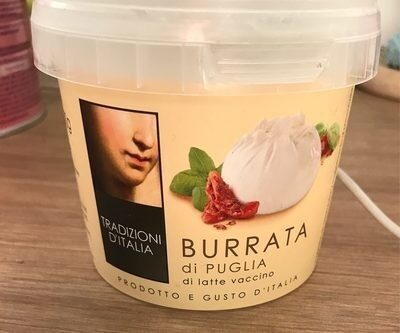 TRADIZIONI
D'ITALIA
BURRATA
di PUGLIA
di latte vaccino
PRODOTTO E GUSTO D'ITALIA